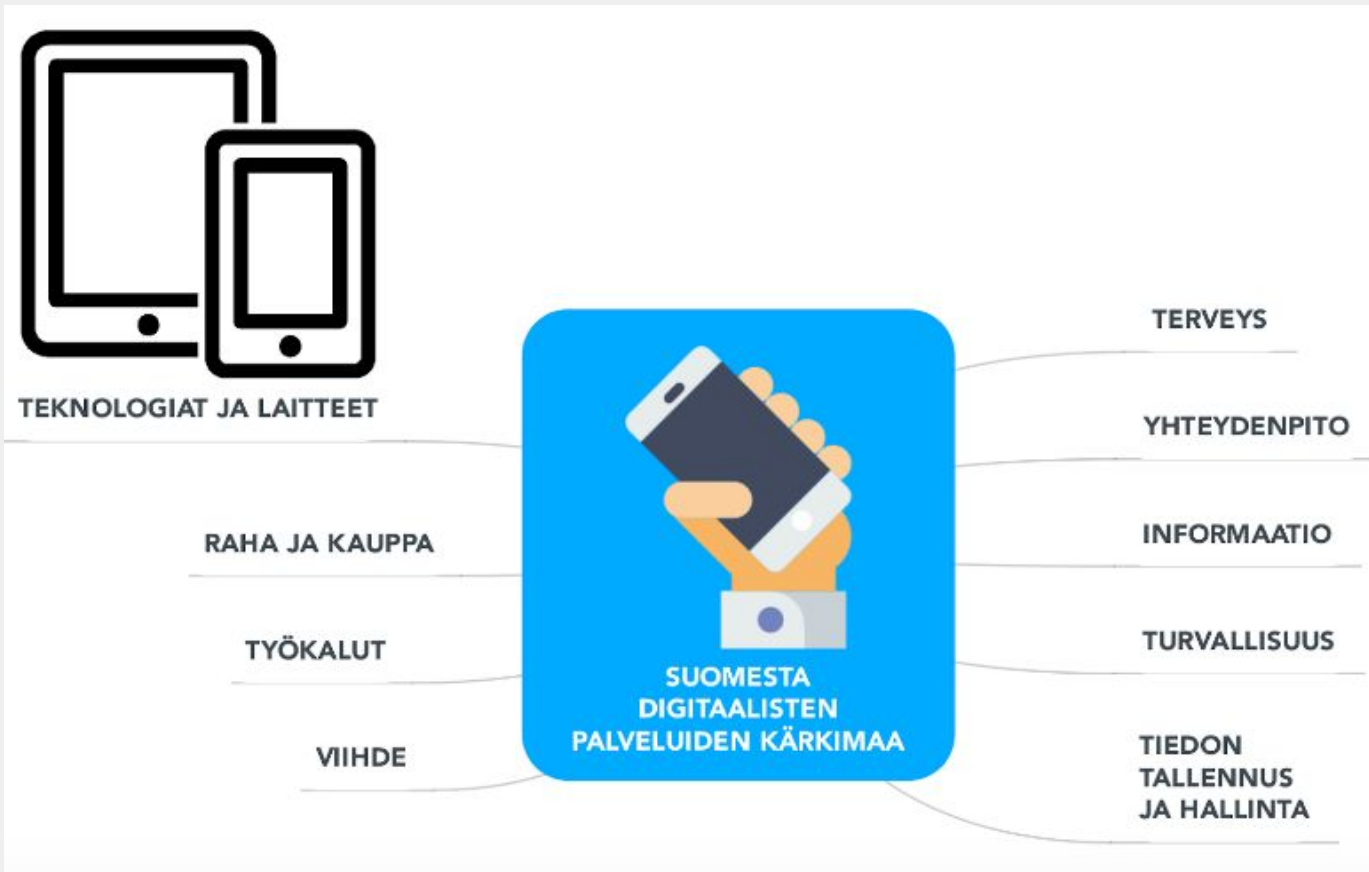 TEKNOLOGIAT JA LAITTEET
RAHA JA KAUPPA
TYÖKALUT
VIIHDE
SUOMESTA
DIGITAALISTEN
PALVELUIDEN KÄRKIMAA
TERVEYS
YHTEYDENPITO
INFORMAATIO
TURVALLISUUS
TIEDON
TALLENNUS
JA HALLINTA